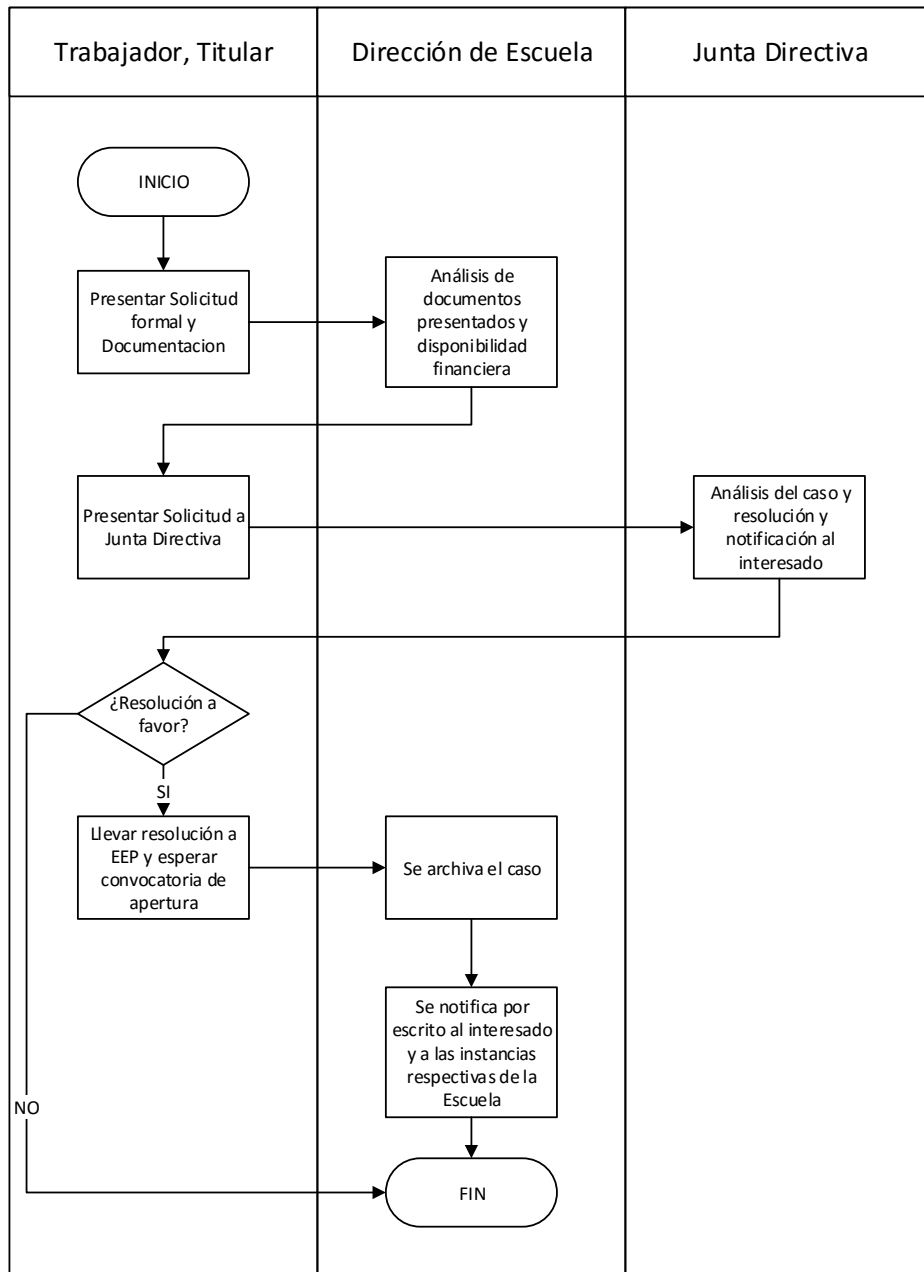 Trabajador, Titular
Dirección de Escuela
Junta Directiva
INICIO
Presentar Solicitud
formal y
Documentacion
Análisis de
documentos
presentados y
disponibilidad
financiera
Presentar Solicitud a
Junta Directiva
Análisis del caso y
resolución y
notificación al
interesado
¿Resolución a
favor?
SI
Llevar resolución a
EEP y esperar
convocatoria de
apertura
Se archiva el caso
Se notifica por
escrito al interesado
y a las instancias
respectivas de la
Escuela
NO
FIN